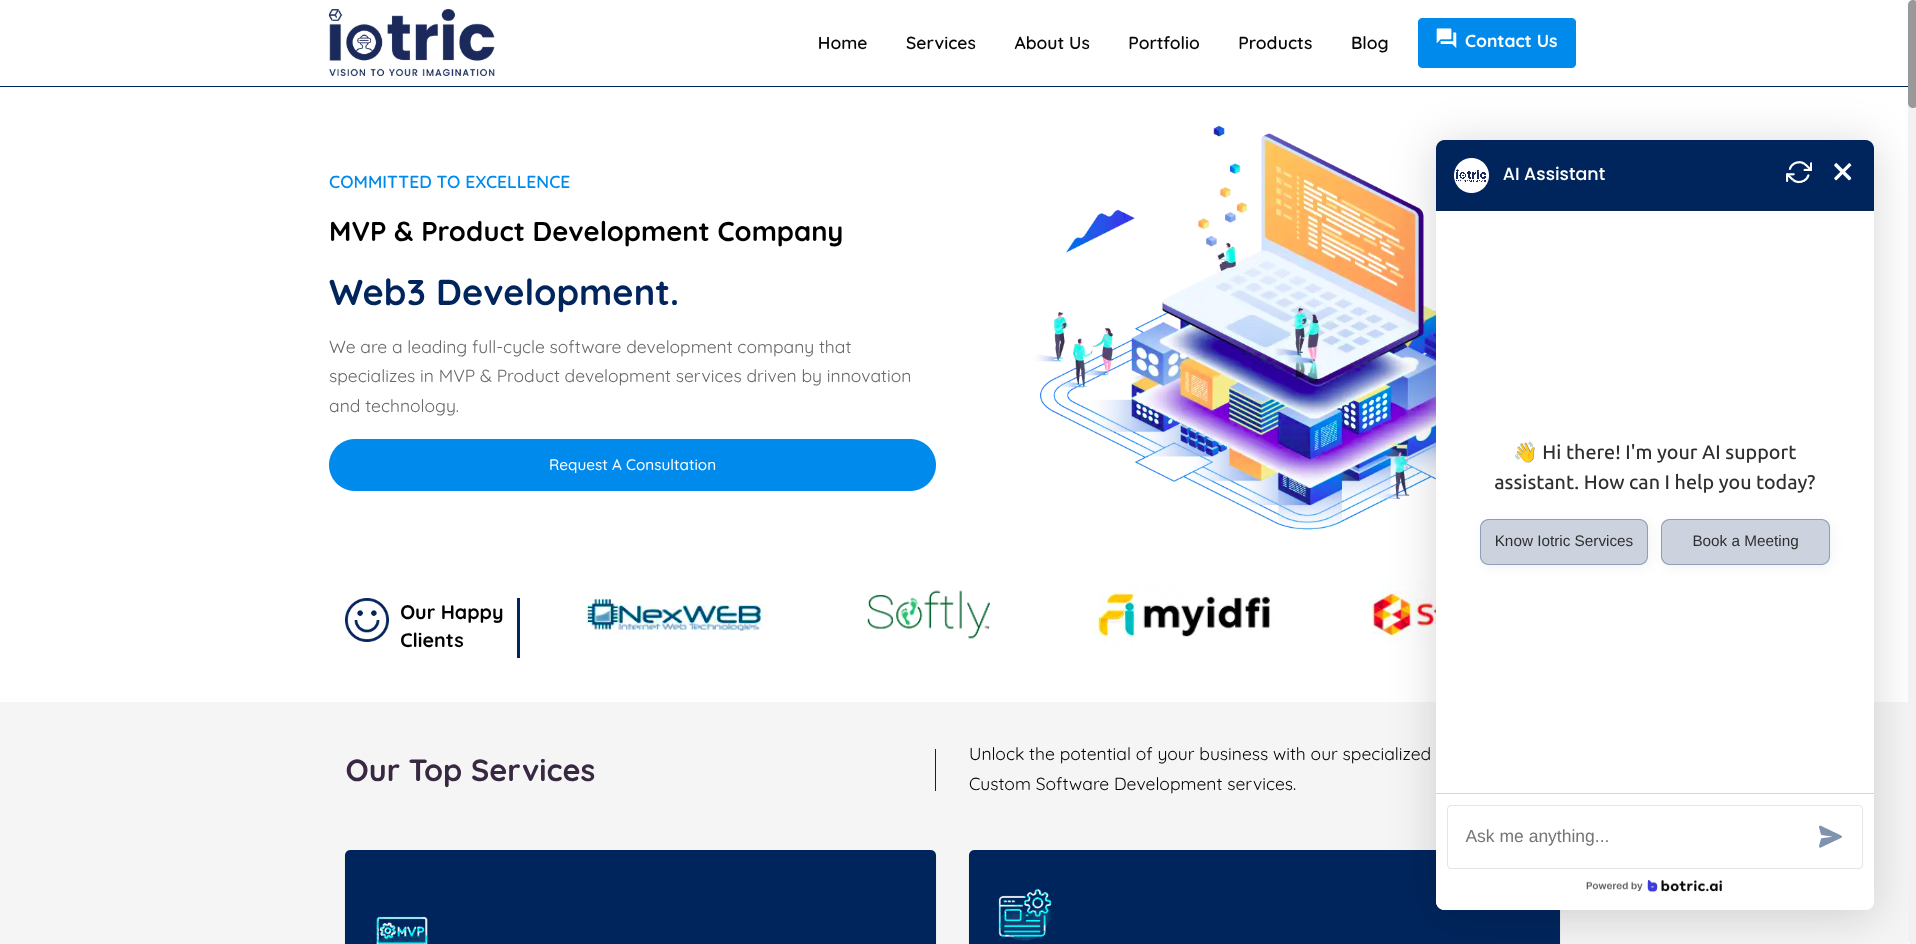 iotric
VISION TO YOUR IMAGINATION
Home
Services
About Us
Portfolio
Products
Blog
Contact Us
COMMITTED TO EXCELLENCE
MVP & Product Development Company
Web3 Development.
We are a leading full-cycle software development company that
specializes in MVP & Product development services driven by innovation
and technology.
Request A Consultation
Our Happy
Clients
NexWEB
Internet Web Technologies
Softly
myidfi
S
Our Top Services
Unlock the potential of your business with our specialized
Custom Software Development services.
MVP
iotric
AI Assistant
👋 Hi there! I'm your AI support
assistant. How can I help you today?
Know Iotric Services
Book a Meeting
Ask me anything...
Powered by botric.ai